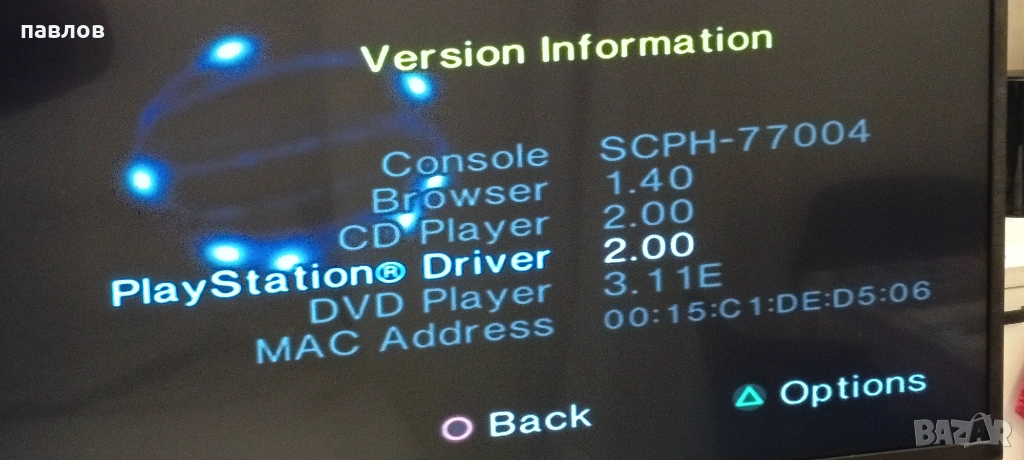 павлов
Version Information
Console SCPH-77004
Browser 1.40
CD Player 2.00
PlayStation® Driver 2.00
DVD Player 3.11E
MAC Address 00:15:C1:DE:D5:06
Back Options
BAZAR